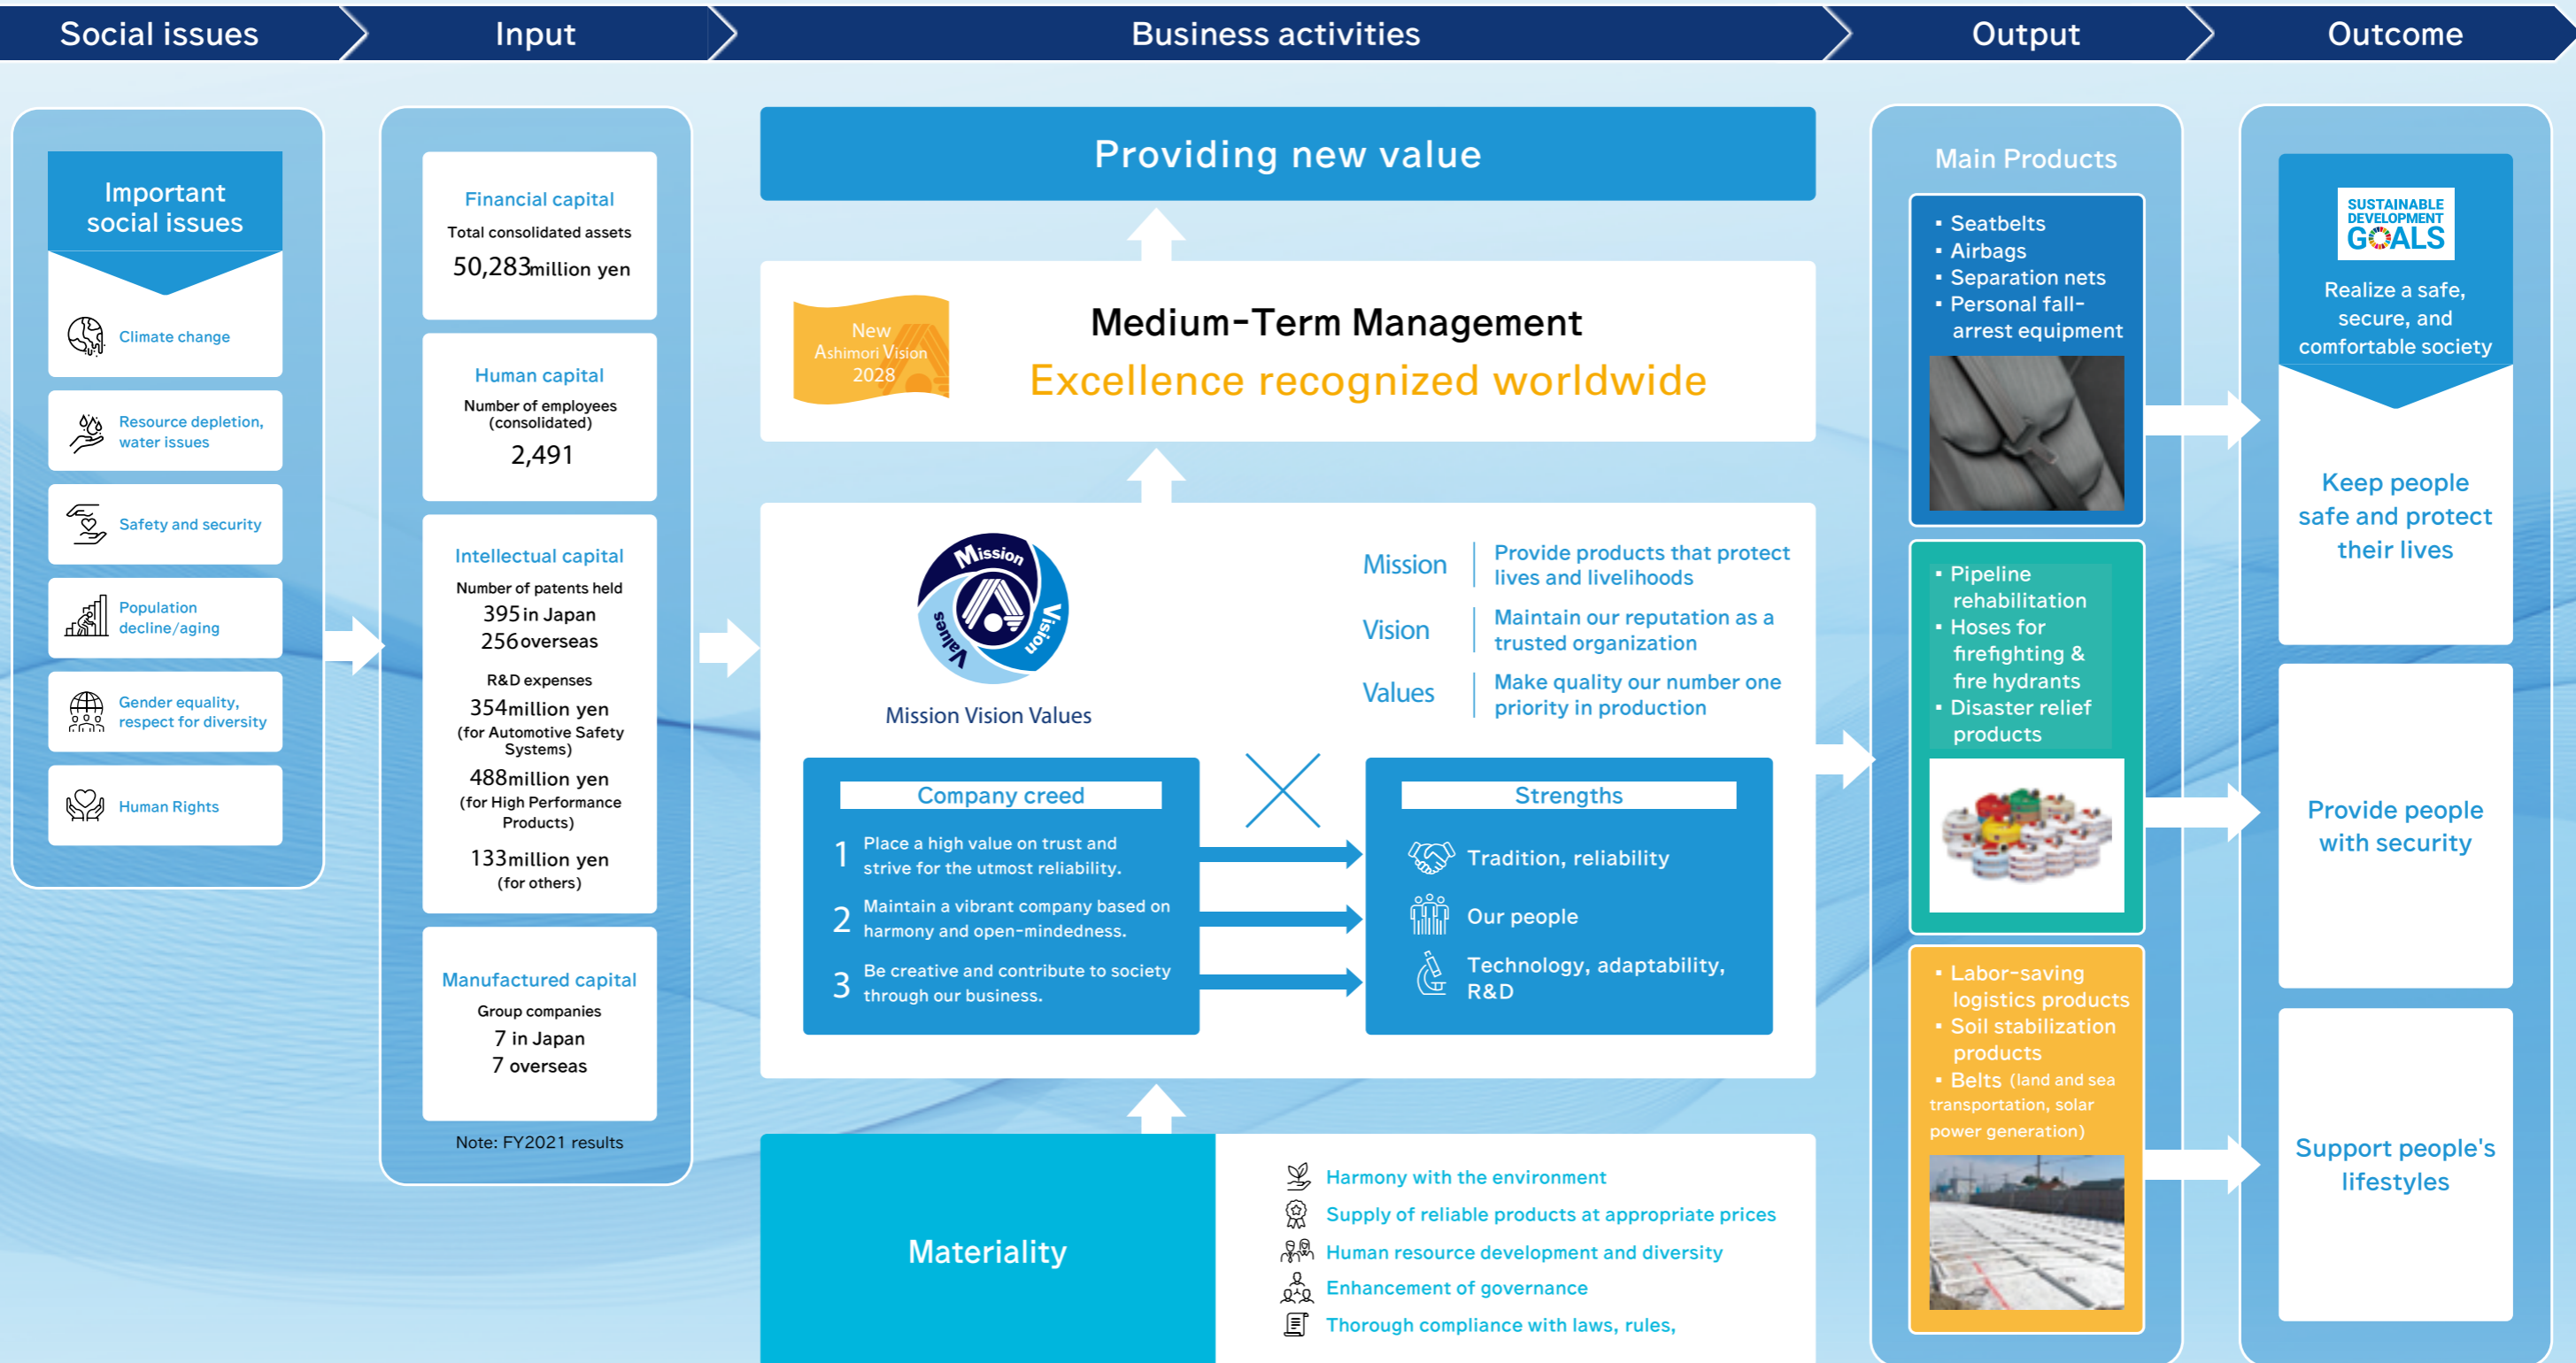 Social issues
Input
Business activities
Output
Outcome
Important
social issues
Climate change
Resource depletion,
water issues
Safety and security
Population
decline/aging
Gender equality,
respect for diversity
Human Rights
Financial capital
Total consolidated assets
50,283million yen
Human capital
Number of employees
(consolidated)
2,491
Intellectual capital
Number of patents held
395 in Japan
256 overseas
R&D expenses
354million yen
(for Automotive Safety
Systems)
488million yen
(for High Performance
Products)
133million yen
(for others)
Manufactured capital
Group companies
7 in Japan
7 overseas
Note: FY2021 results
Providing new value
New
Ashimori Vision
2028
Medium-Term Management
Excellence recognized worldwide
Mission
Vision
Values
Mission Vision Values
Mission
Provide products that protect
lives and livelihoods
Vision
Maintain our reputation as a
trusted organization
Values
Make quality our number one
priority in production
Company creed
1 Place a high value on trust and
strive for the utmost reliability.
2 Maintain a vibrant company based on
harmony and open-mindedness.
3 Be creative and contribute to society
through our business.
Strengths
Tradition, reliability
Our people
Technology, adaptability,
R&D
Materiality
Harmony with the environment
Supply of reliable products at appropriate prices
Human resource development and diversity
Enhancement of governance
Thorough compliance with laws, rules,
Main Products
▪ Seatbelts
▪ Airbags
▪ Separation nets
▪ Personal fall-
arrest equipment
▪ Pipeline
rehabilitation
▪ Hoses for
firefighting &
fire hydrants
▪ Disaster relief
products
▪ Labor-saving
logistics products
▪ Soil stabilization
products
▪ Belts (land and sea
transportation, solar
power generation)
SUSTAINABLE
DEVELOPMENT
GOALS
Realize a safe,
secure, and
comfortable society
Keep people
safe and protect
their lives
Provide people
with security
Support people's
lifestyles